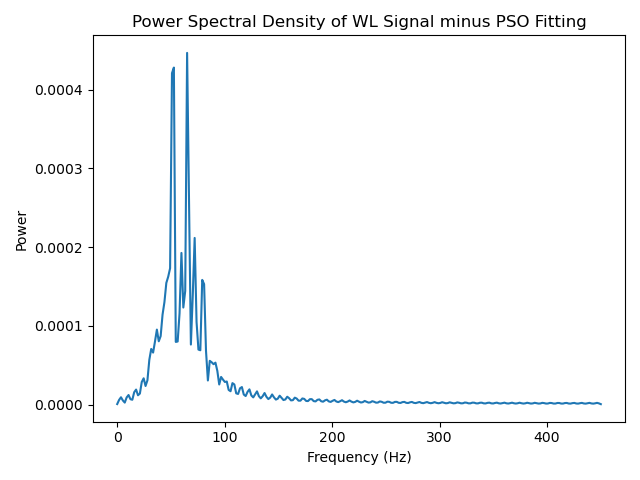 Power Spectral Density of WL Signal minus PSO Fitting
Power
0.0004
0.0003
0.0002
0.0001
0.0000
0 100 200 300 400
Frequency (Hz)